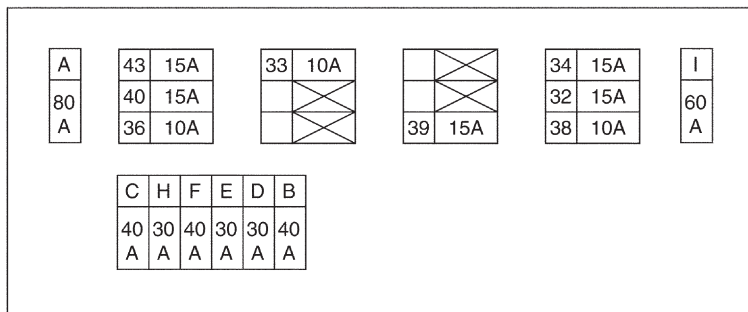 A 43 15A 33 10A 34 15A I
80 A 40 15A 32 15A 60 A
36 10A 39 15A 38 10A
C H F E D B
40 30 40 30 30 40
A A A A A A